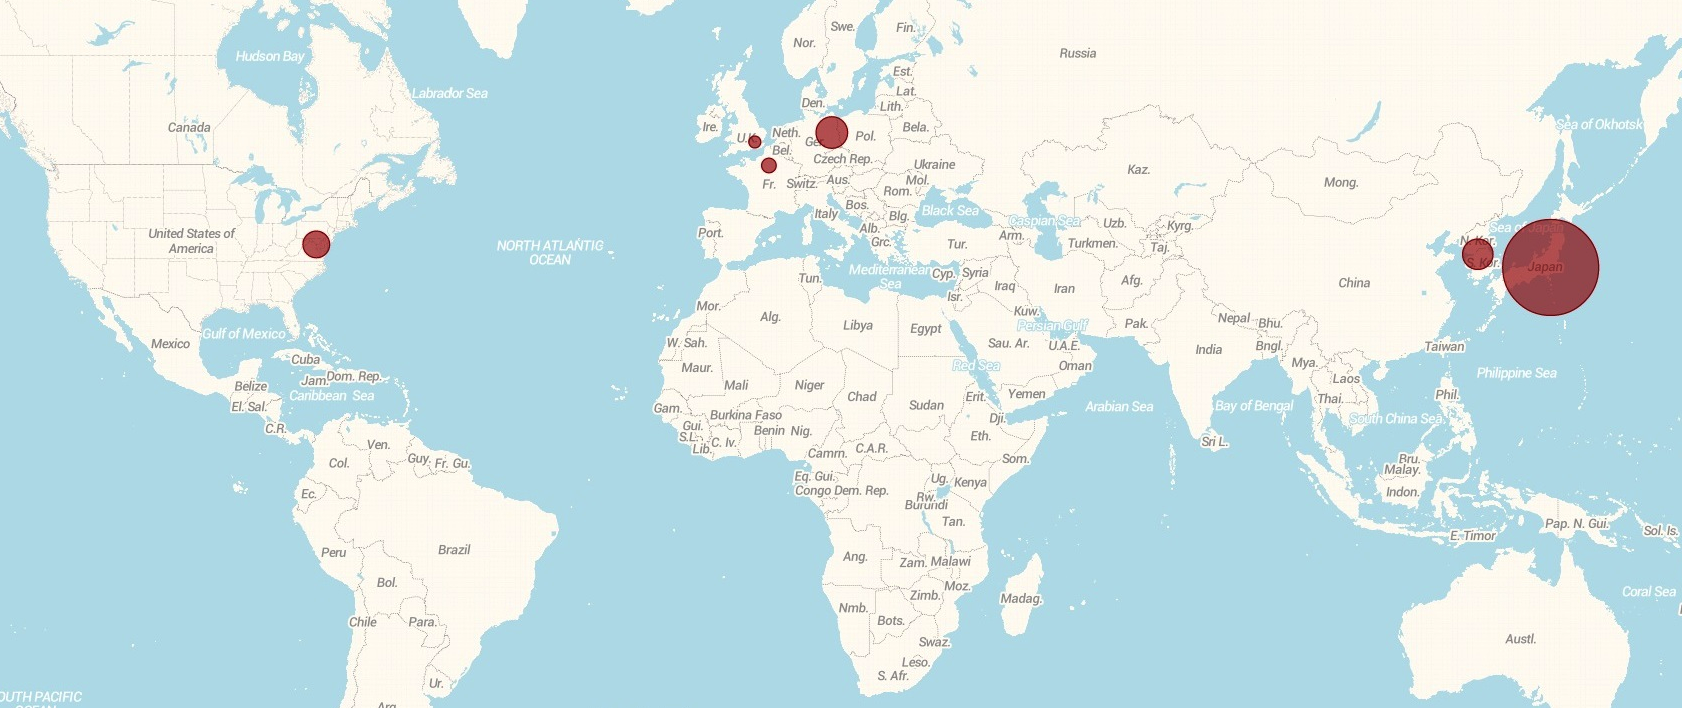 Hudson Bay
Labrador Sea
Canada
United States of
America
Mexico
Gulf of Mexico
Cuba
Jam.
Dom. Rep.
Belize
Caribbean Sea
El. Sal.
C.R.
Ven.
Col.
Guy.
Fr. Gu.
Ec.
Peru
Brazil
Bol.
Chile
Para.
Ur.
Arg.
OUTH PACIFIC
OCEAN
NORTH ATLANTIC
OCEAN
Nor.
Swe.
Fin.
Russia
Est.
Lat.
Lith.
Den.
Ire.
U.K.
Neth.
Ger.
Pol.
Bela.
Bel.
Czech Rep.
Ukraine
Fr.
Switz.
Aus.
Mol.
Rom.
Bos.
Italy
Blg.
Black Sea
Alb.
Grc.
Port.
Tur.
Arm.
Caspian Sea
Kaz.
Uzb.
Kyrg.
Turkmen.
Taj.
Mong.
China
Sea of Okhotsk
Sea of Japan
N. Kor.
S. Kor.
Japan
Mediterranean
Sea
Cyp.
Syria
Isr.
Iraq
Iran
Afg.
Tun.
Mor.
Alg.
Libya
Egypt
Kuw.
Persian Gulf
Pak.
Nepal
Bhu.
W. Sah.
Sau. Ar.
U.A.E.
India
Bngl.
Mya.
Taiwan
Maur.
Mali
Niger
Chad
Sudan
Red Sea
Oman
Erit.
Yemen
Laos
Philippine Sea
Gam.
Burkina Faso
Gui.
S.L.
Lib.
C. Iv.
Benin
Nig.
Camrn.
C.A.R.
Dji.
Eth.
Som.
Arabian Sea
Bay of Bengal
Thai.
Phil.
South China Sea
Sri L.
Eq. Gui.
Congo
Dem. Rep.
Ug.
Kenya
Rw.
Burundi
Tan.
Bru.
Malay.
Indon.
E. Timor
Pap. N. Gui.
Sol. Is.
Ang.
Zam.
Malawi
Moz.
Zimb.
Madag.
Nmb.
Bots.
Swaz.
Leso.
S. Afr.
Coral Sea
Austl.